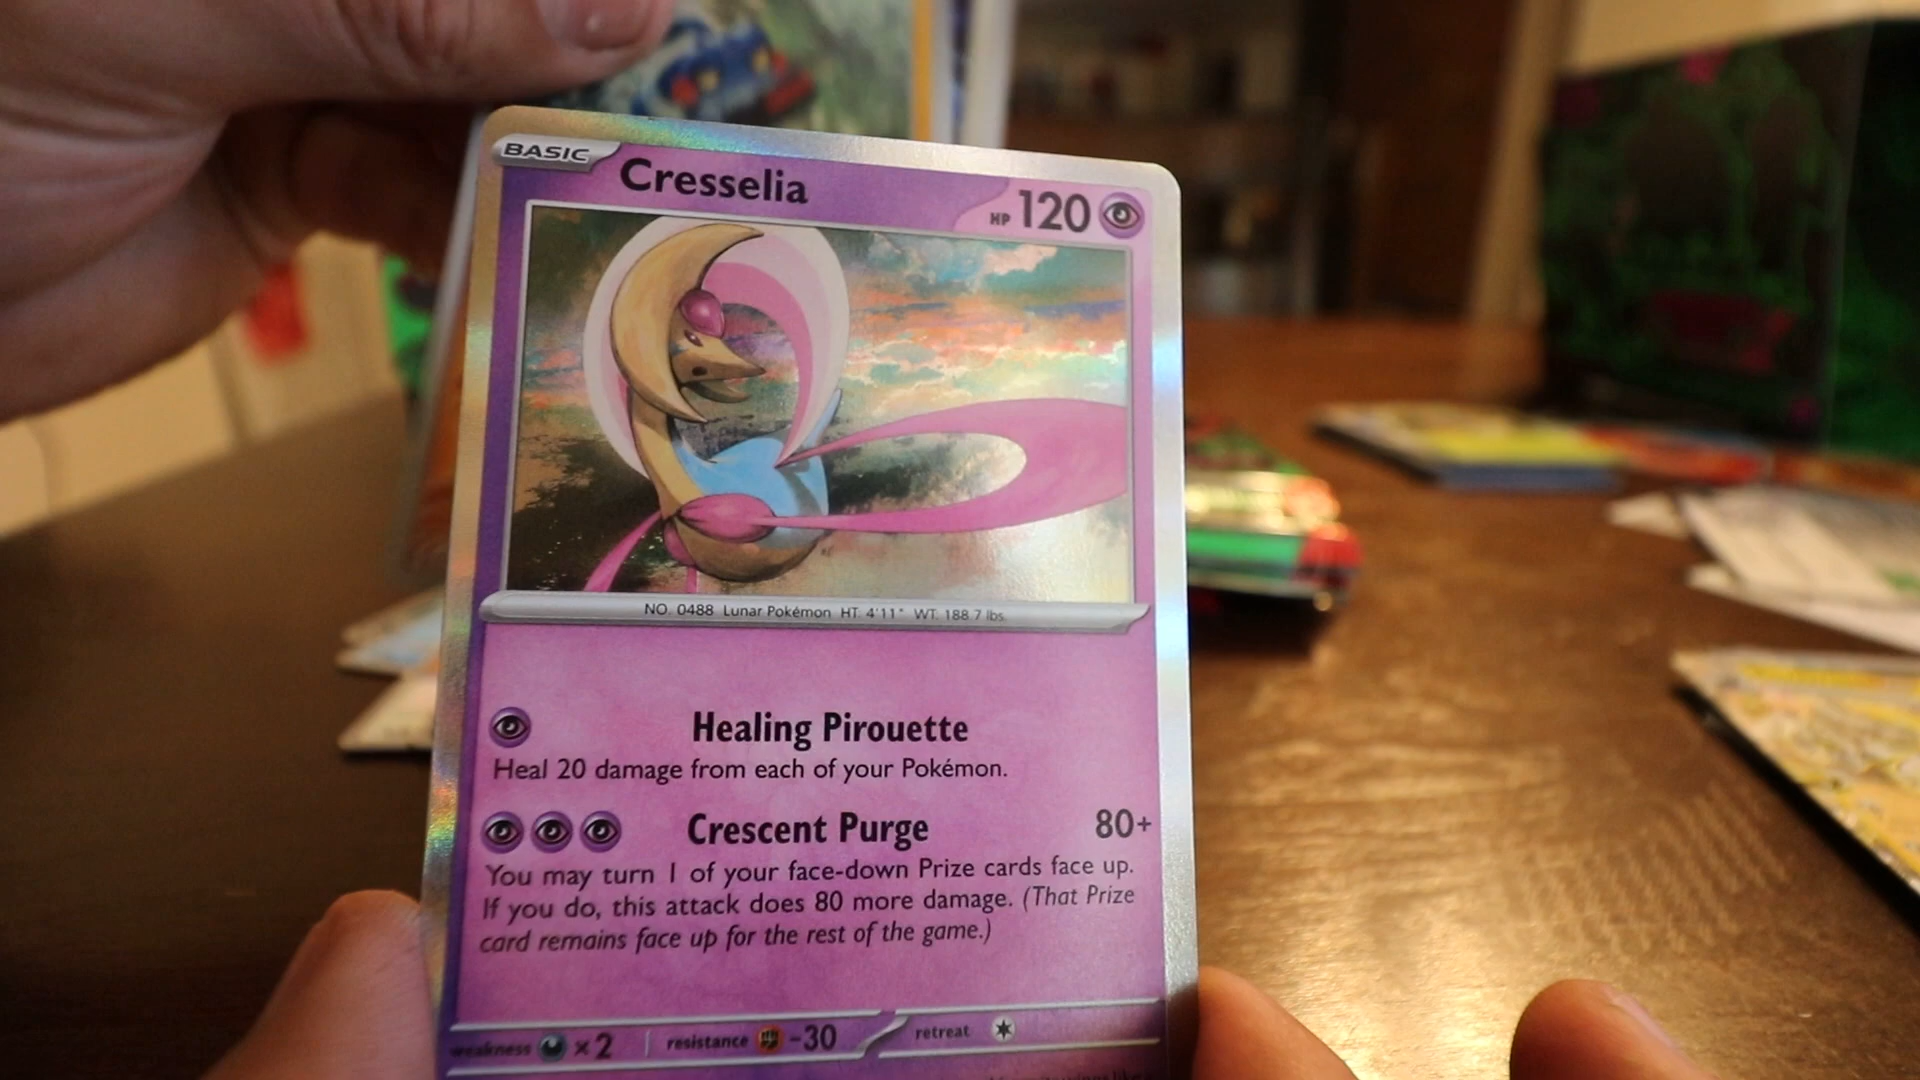 BASIC
Cresselia
HP 120
NO. 0488 Lunar Pokémon HT: 4'11" WT: 188.7 lbs.
Healing Pirouette
Heal 20 damage from each of your Pokémon.
Crescent Purge 80+
You may turn 1 of your face-down Prize cards face up.
If you do, this attack does 80 more damage. (That Prize
card remains face up for the rest of the game.)
weakness ×2 resistance -30 retreat